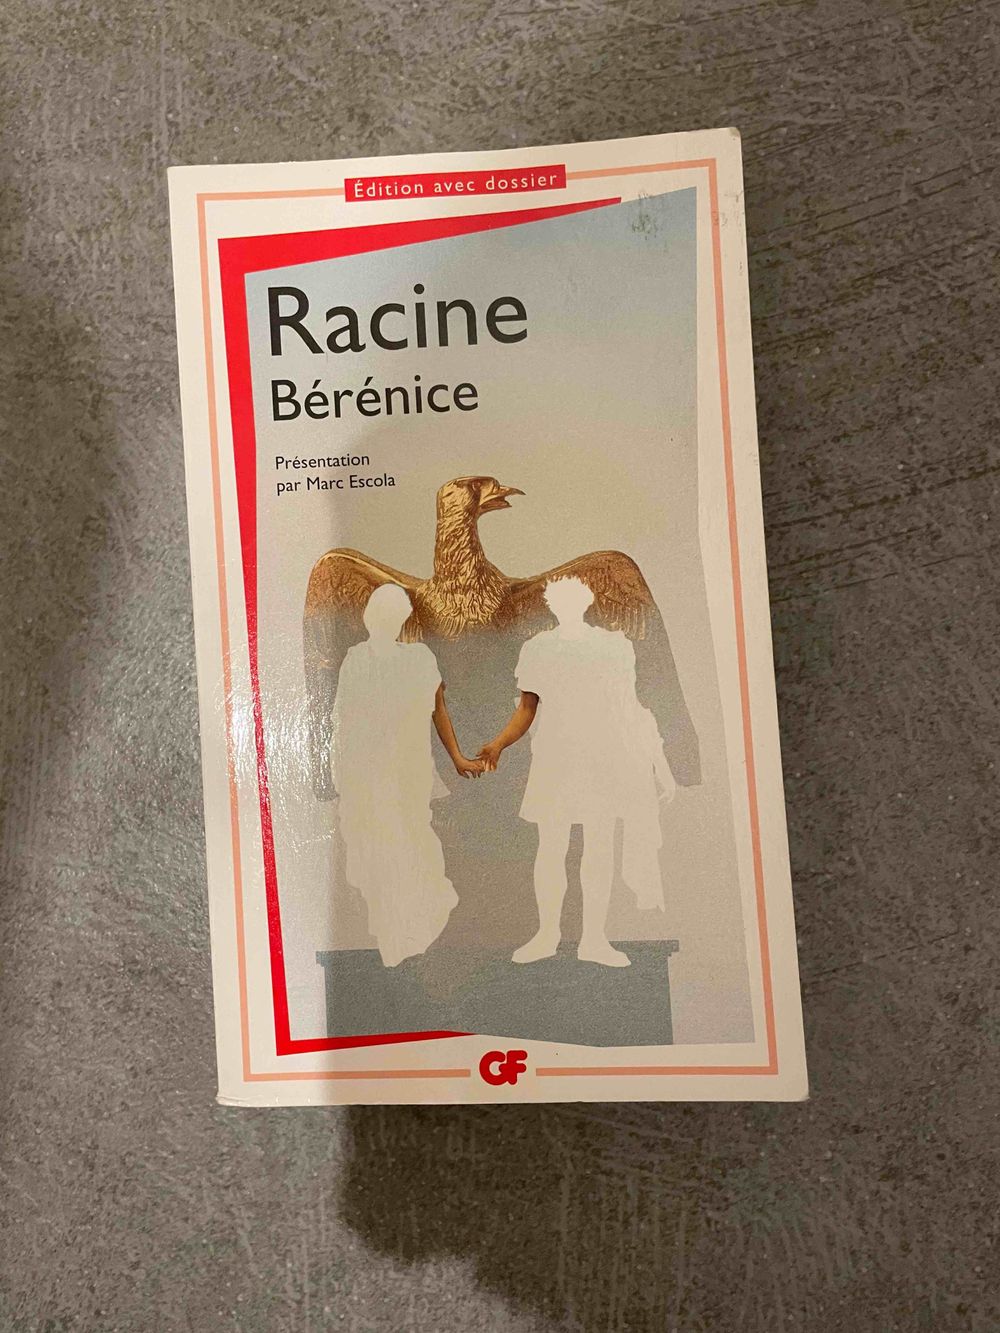 Édition avec dossier
Racine
Bérénice
Présentation
par Marc Escola
GF